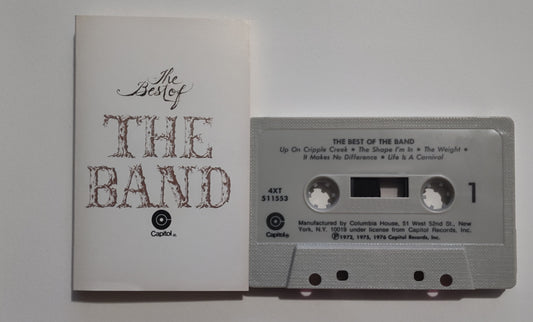 The
Best of
THE
BAND
Capitol
THE BEST OF THE BAND
Up On Cripple Creek • The Shape I'm In • The Weight •
It Makes No Difference • Life Is A Carnival
4XT
511553
1
Manufactured by Columbia House, 51 West 52nd St., New
York, N.Y. 10019 under license from Capitol Records, Inc.
Ⓟ1972, 1975, 1976 Capitol Records, Inc.